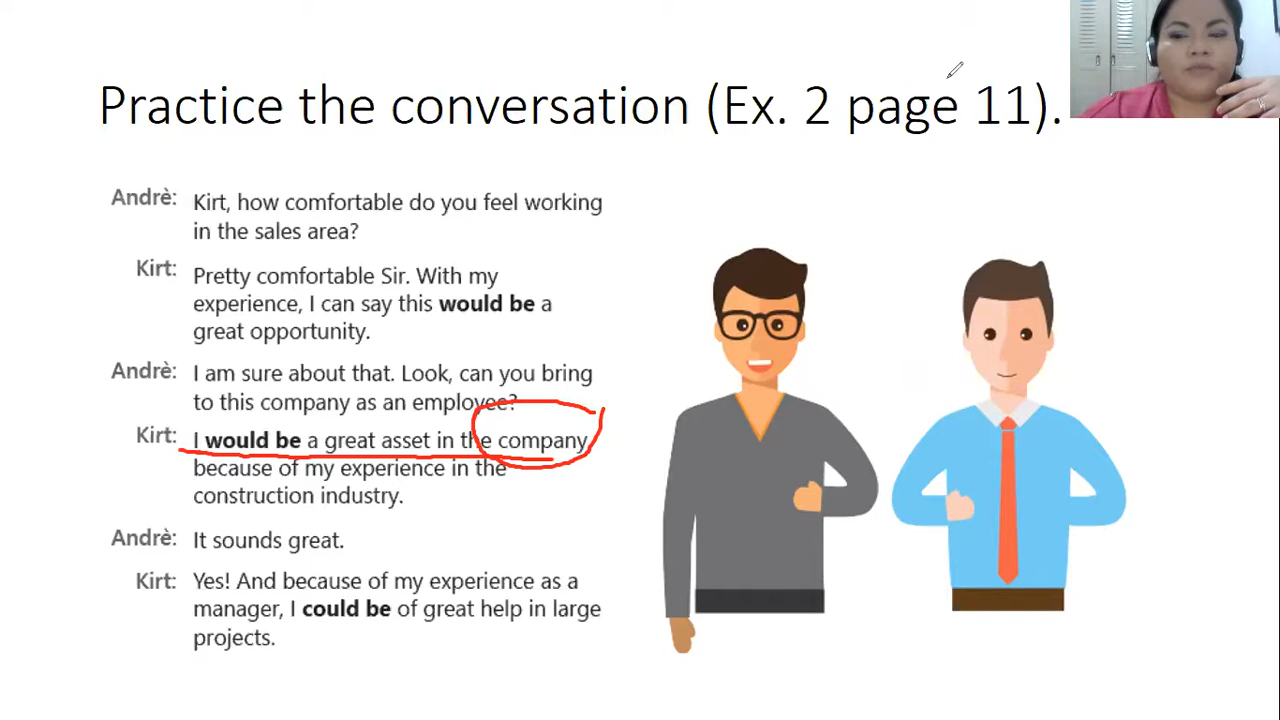 Practice the conversation (Ex. 2 page 11).
Andrè: Kirt, how comfortable do you feel working
in the sales area?
Kirt: Pretty comfortable Sir. With my
experience, I can say this would be a
great opportunity.
Andrè: I am sure about that. Look, can you bring
to this company as an employee?
Kirt: I would be a great asset in the company
because of my experience in the
construction industry.
Andrè: It sounds great.
Kirt: Yes! And because of my experience as a
manager, I could be of great help in large
projects.